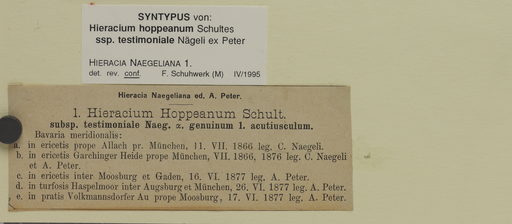 SYNTYPUS von:
Hieracium hoppeanum Schultes
ssp. testimoniale Nägeli ex Peter
HIERACIA NAEGELIANA 1.
det. rev. conf. F. Schuhwerk (M) IV/1995
Hieracia Naegeliana ed. A. Peter.
1. Hieracium Hoppeanum Schult.
subsp. testimoniale Naeg. α. genuinum 1. acutiusculum.
Bavaria meridionalis:
a. in ericetis prope Allach pr. München, 11. VII. 1866 leg. C. Naegeli.
b. in ericetis Garchinger Heide prope München, VII. 1866, 1876 leg. C. Naegeli
et A. Peter.
c. in ericetis inter Moosburg et Gaden, 16. VI. 1877 leg. A. Peter.
d. in turfosis Haspelmoor inter Augsburg et München, 26. VI. 1877 leg. A. Peter.
e. in pratis Volkmannsdorfer Au prope Moosburg, 17. VI. 1877 leg. A. Peter.